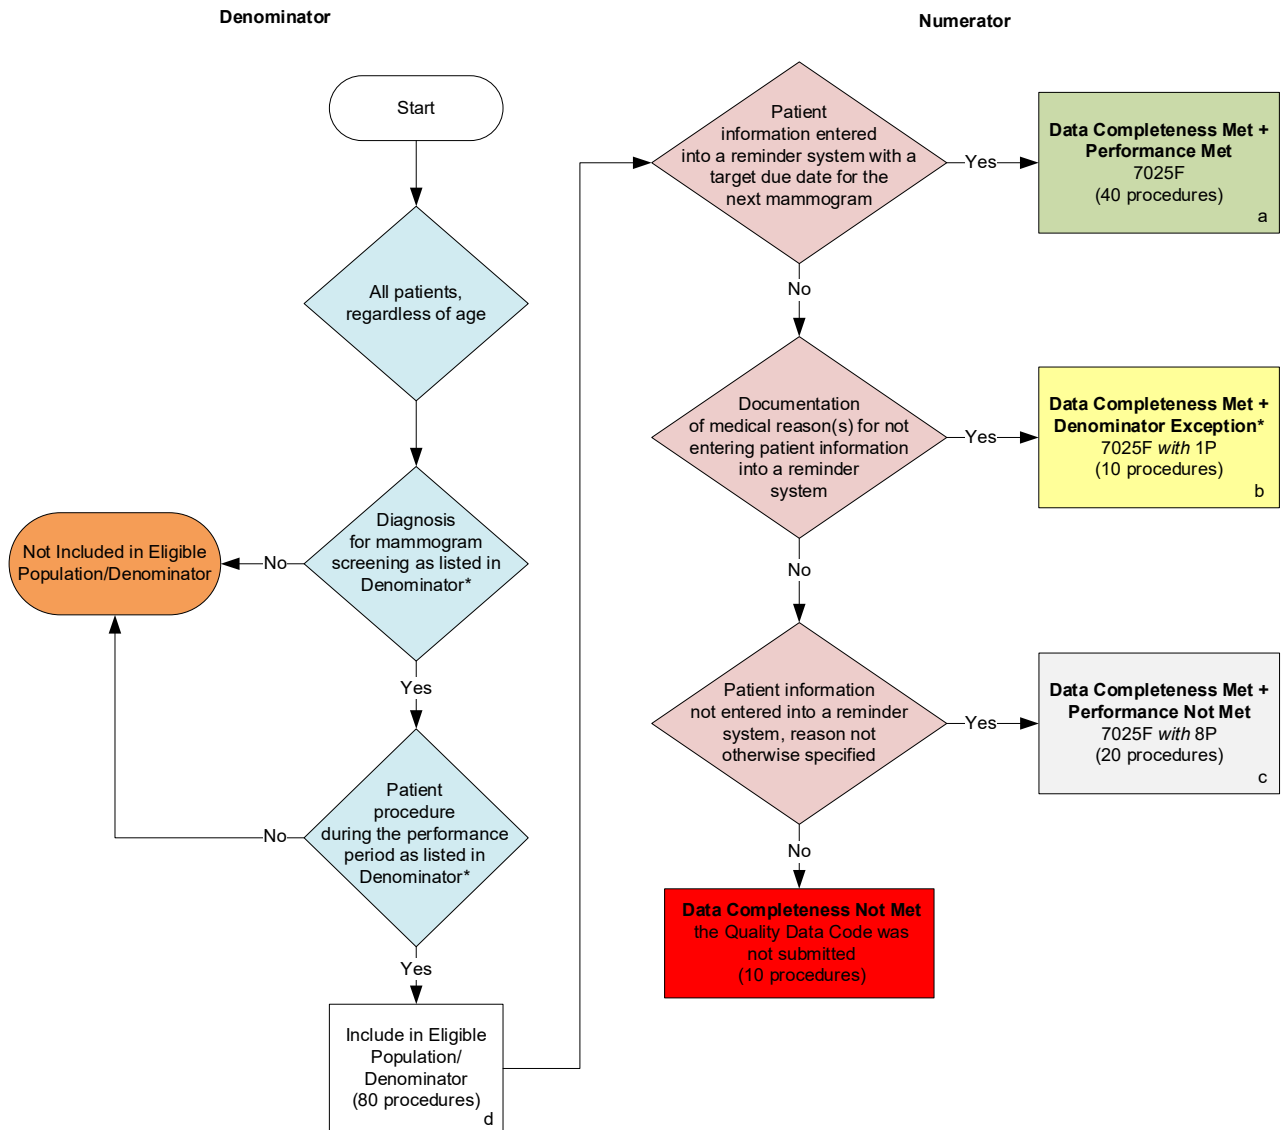 Denominator
Numerator
Start
All patients,
regardless of age
Diagnosis
for mammogram
screening as listed in
Denominator*
No
Not Included in Eligible
Population/Denominator
Yes
Patient
procedure
during the performance
period as listed in
Denominator*
No
Yes
Include in Eligible
Population/
Denominator
(80 procedures)
d
Patient
information entered
into a reminder system with a
target due date for the
next mammogram
Yes
Data Completeness Met +
Performance Met
7025F
(40 procedures)
a
No
Documentation
of medical reason(s) for not
entering patient information
into a reminder
system
Yes
Data Completeness Met +
Denominator Exception*
7025F with 1P
(10 procedures)
b
No
Patient information
not entered into a reminder
system, reason not
otherwise specified
Yes
Data Completeness Met +
Performance Not Met
7025F with 8P
(20 procedures)
c
No
Data Completeness Not Met
the Quality Data Code was
not submitted
(10 procedures)